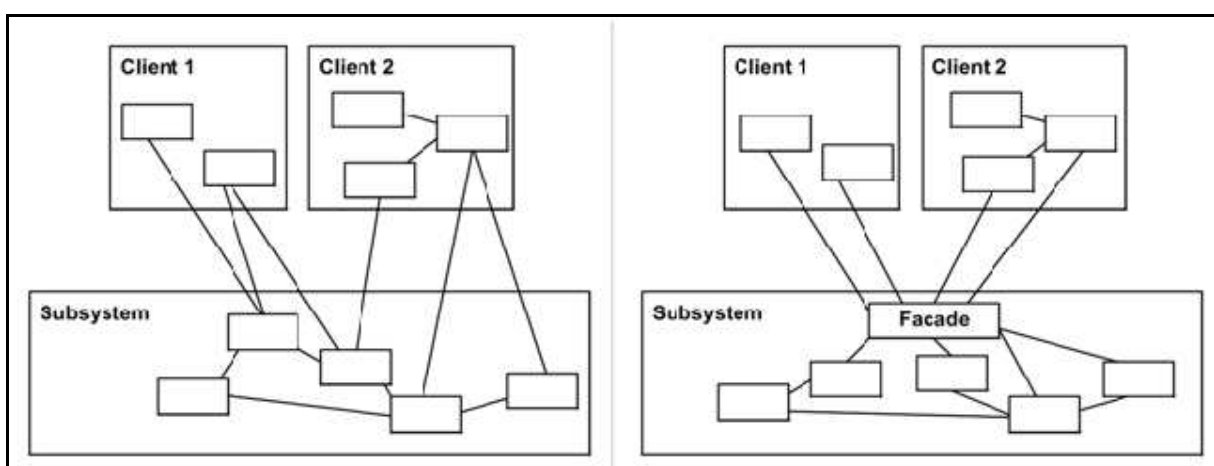 Client 1
Client 2
Subsystem
Client 1
Client 2
Subsystem
Facade